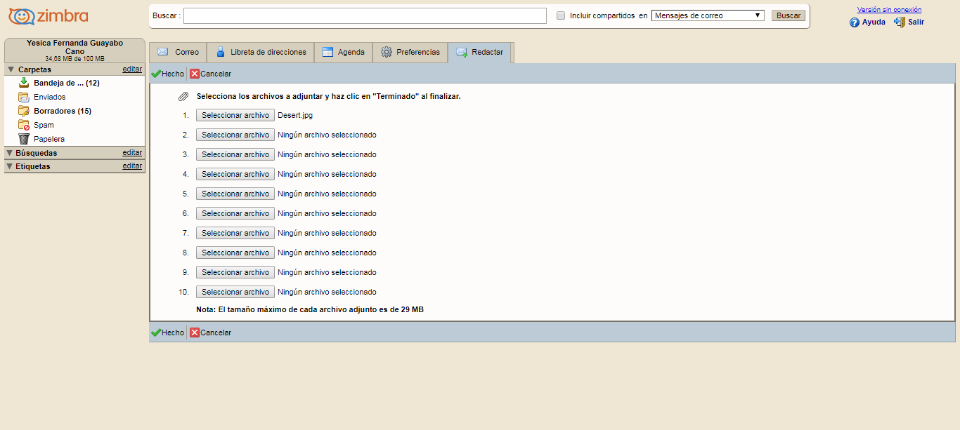 zimbra
Buscar :
Incluir compartidos en Mensajes de correo Buscar
Versión sin conexión
Ayuda Salir
Yesica Fernanda Guayabo
Cano
34.63 MB de 100 MB
Carpetas editar
Bandeja de ... (12)
Enviados
Borradores (15)
Spam
Papelera
Búsquedas editar
Etiquetas editar
Correo Libreta de direcciones Agenda Preferencias Redactar
Hecho Cancelar
Selecciona los archivos a adjuntar y haz clic en "Terminado" al finalizar.
1. Seleccionar archivo Desert.jpg
2. Seleccionar archivo Ningún archivo seleccionado
3. Seleccionar archivo Ningún archivo seleccionado
4. Seleccionar archivo Ningún archivo seleccionado
5. Seleccionar archivo Ningún archivo seleccionado
6. Seleccionar archivo Ningún archivo seleccionado
7. Seleccionar archivo Ningún archivo seleccionado
8. Seleccionar archivo Ningún archivo seleccionado
9. Seleccionar archivo Ningún archivo seleccionado
10. Seleccionar archivo Ningún archivo seleccionado
Nota: El tamaño máximo de cada archivo adjunto es de 29 MB
Hecho Cancelar